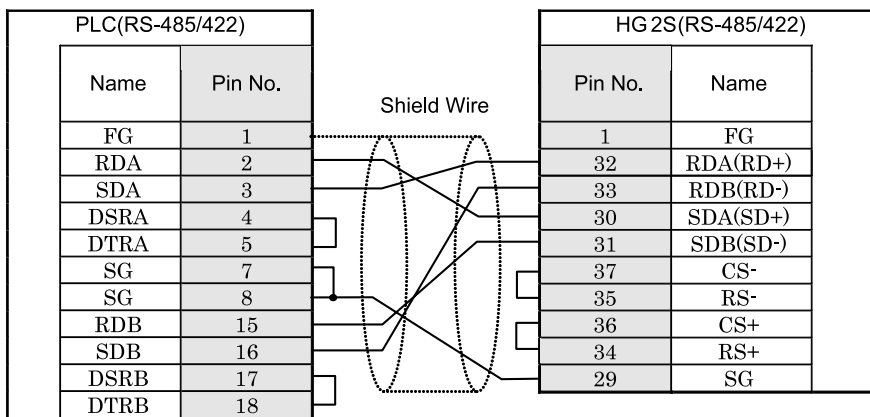 PLC(RS-485/422)
Name Pin No.
FG 1
RDA 2
SDA 3
DSRA 4
DTRA 5
SG 7
SG 8
RDB 15
SDB 16
DSRB 17
DTRB 18
Shield Wire
HG2S(RS-485/422)
Pin No. Name
1 FG
32 RDA(RD+)
33 RDB(RD-)
30 SDA(SD+)
31 SDB(SD-)
37 CS-
35 RS-
36 CS+
34 RS+
29 SG